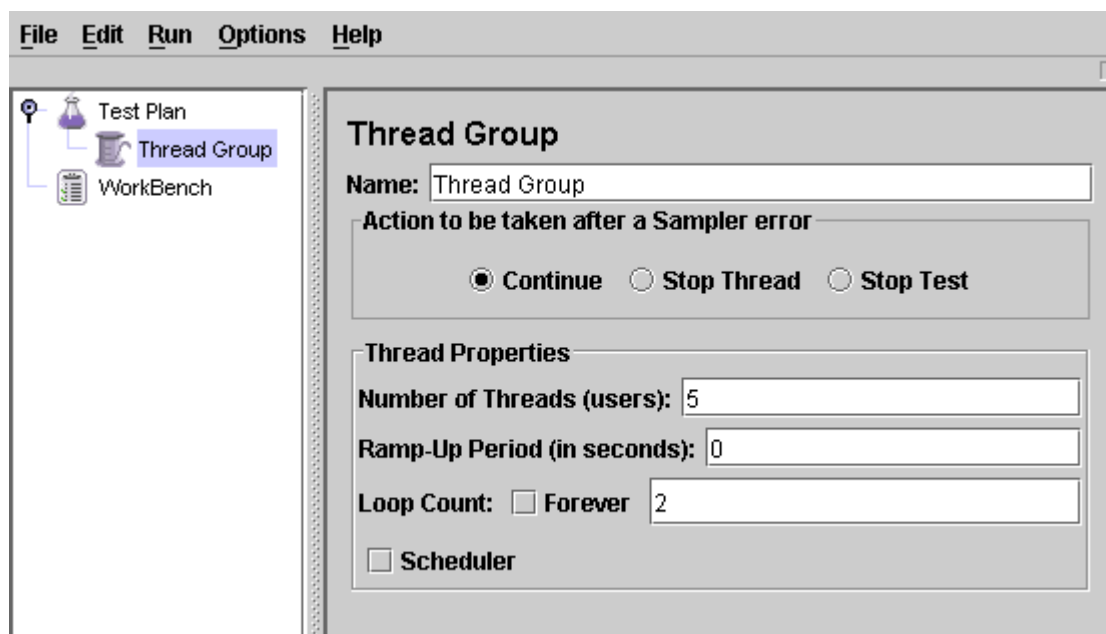 File Edit Run Options Help
Test Plan
Thread Group
WorkBench
Thread Group
Name: Thread Group
Action to be taken after a Sampler error
Continue Stop Thread Stop Test
Thread Properties
Number of Threads (users): 5
Ramp-Up Period (in seconds): 0
Loop Count: Forever 2
Scheduler